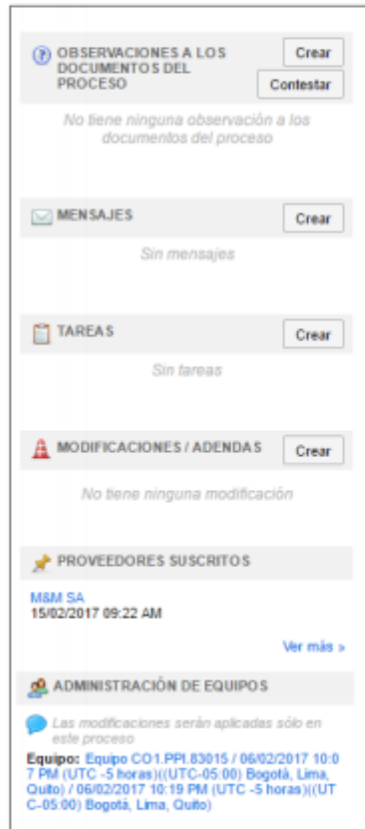 OBSERVACIONES A LOS
DOCUMENTOS DEL
PROCESO
Crear
Contestar
No tiene ninguna observación a los
documentos del proceso
MENSAJES
Crear
Sin mensajes
TAREAS
Crear
Sin tareas
MODIFICACIONES / ADENDAS
Crear
No tiene ninguna modificación
PROVEEDORES SUSCRITOS
M&M SA
15/02/2017 09:22 AM
Ver más »
ADMINISTRACIÓN DE EQUIPOS
Las modificaciones serán aplicadas sólo en
este proceso
Equipo: Equipo CO1.PPI.83015 / 06/02/2017 10:0
7 PM (UTC -5 horas)((UTC-05:00) Bogotá, Lima,
Quito) / 06/02/2017 10:19 PM (UTC -5 horas)((UT
C-05:00) Bogotá, Lima, Quito)